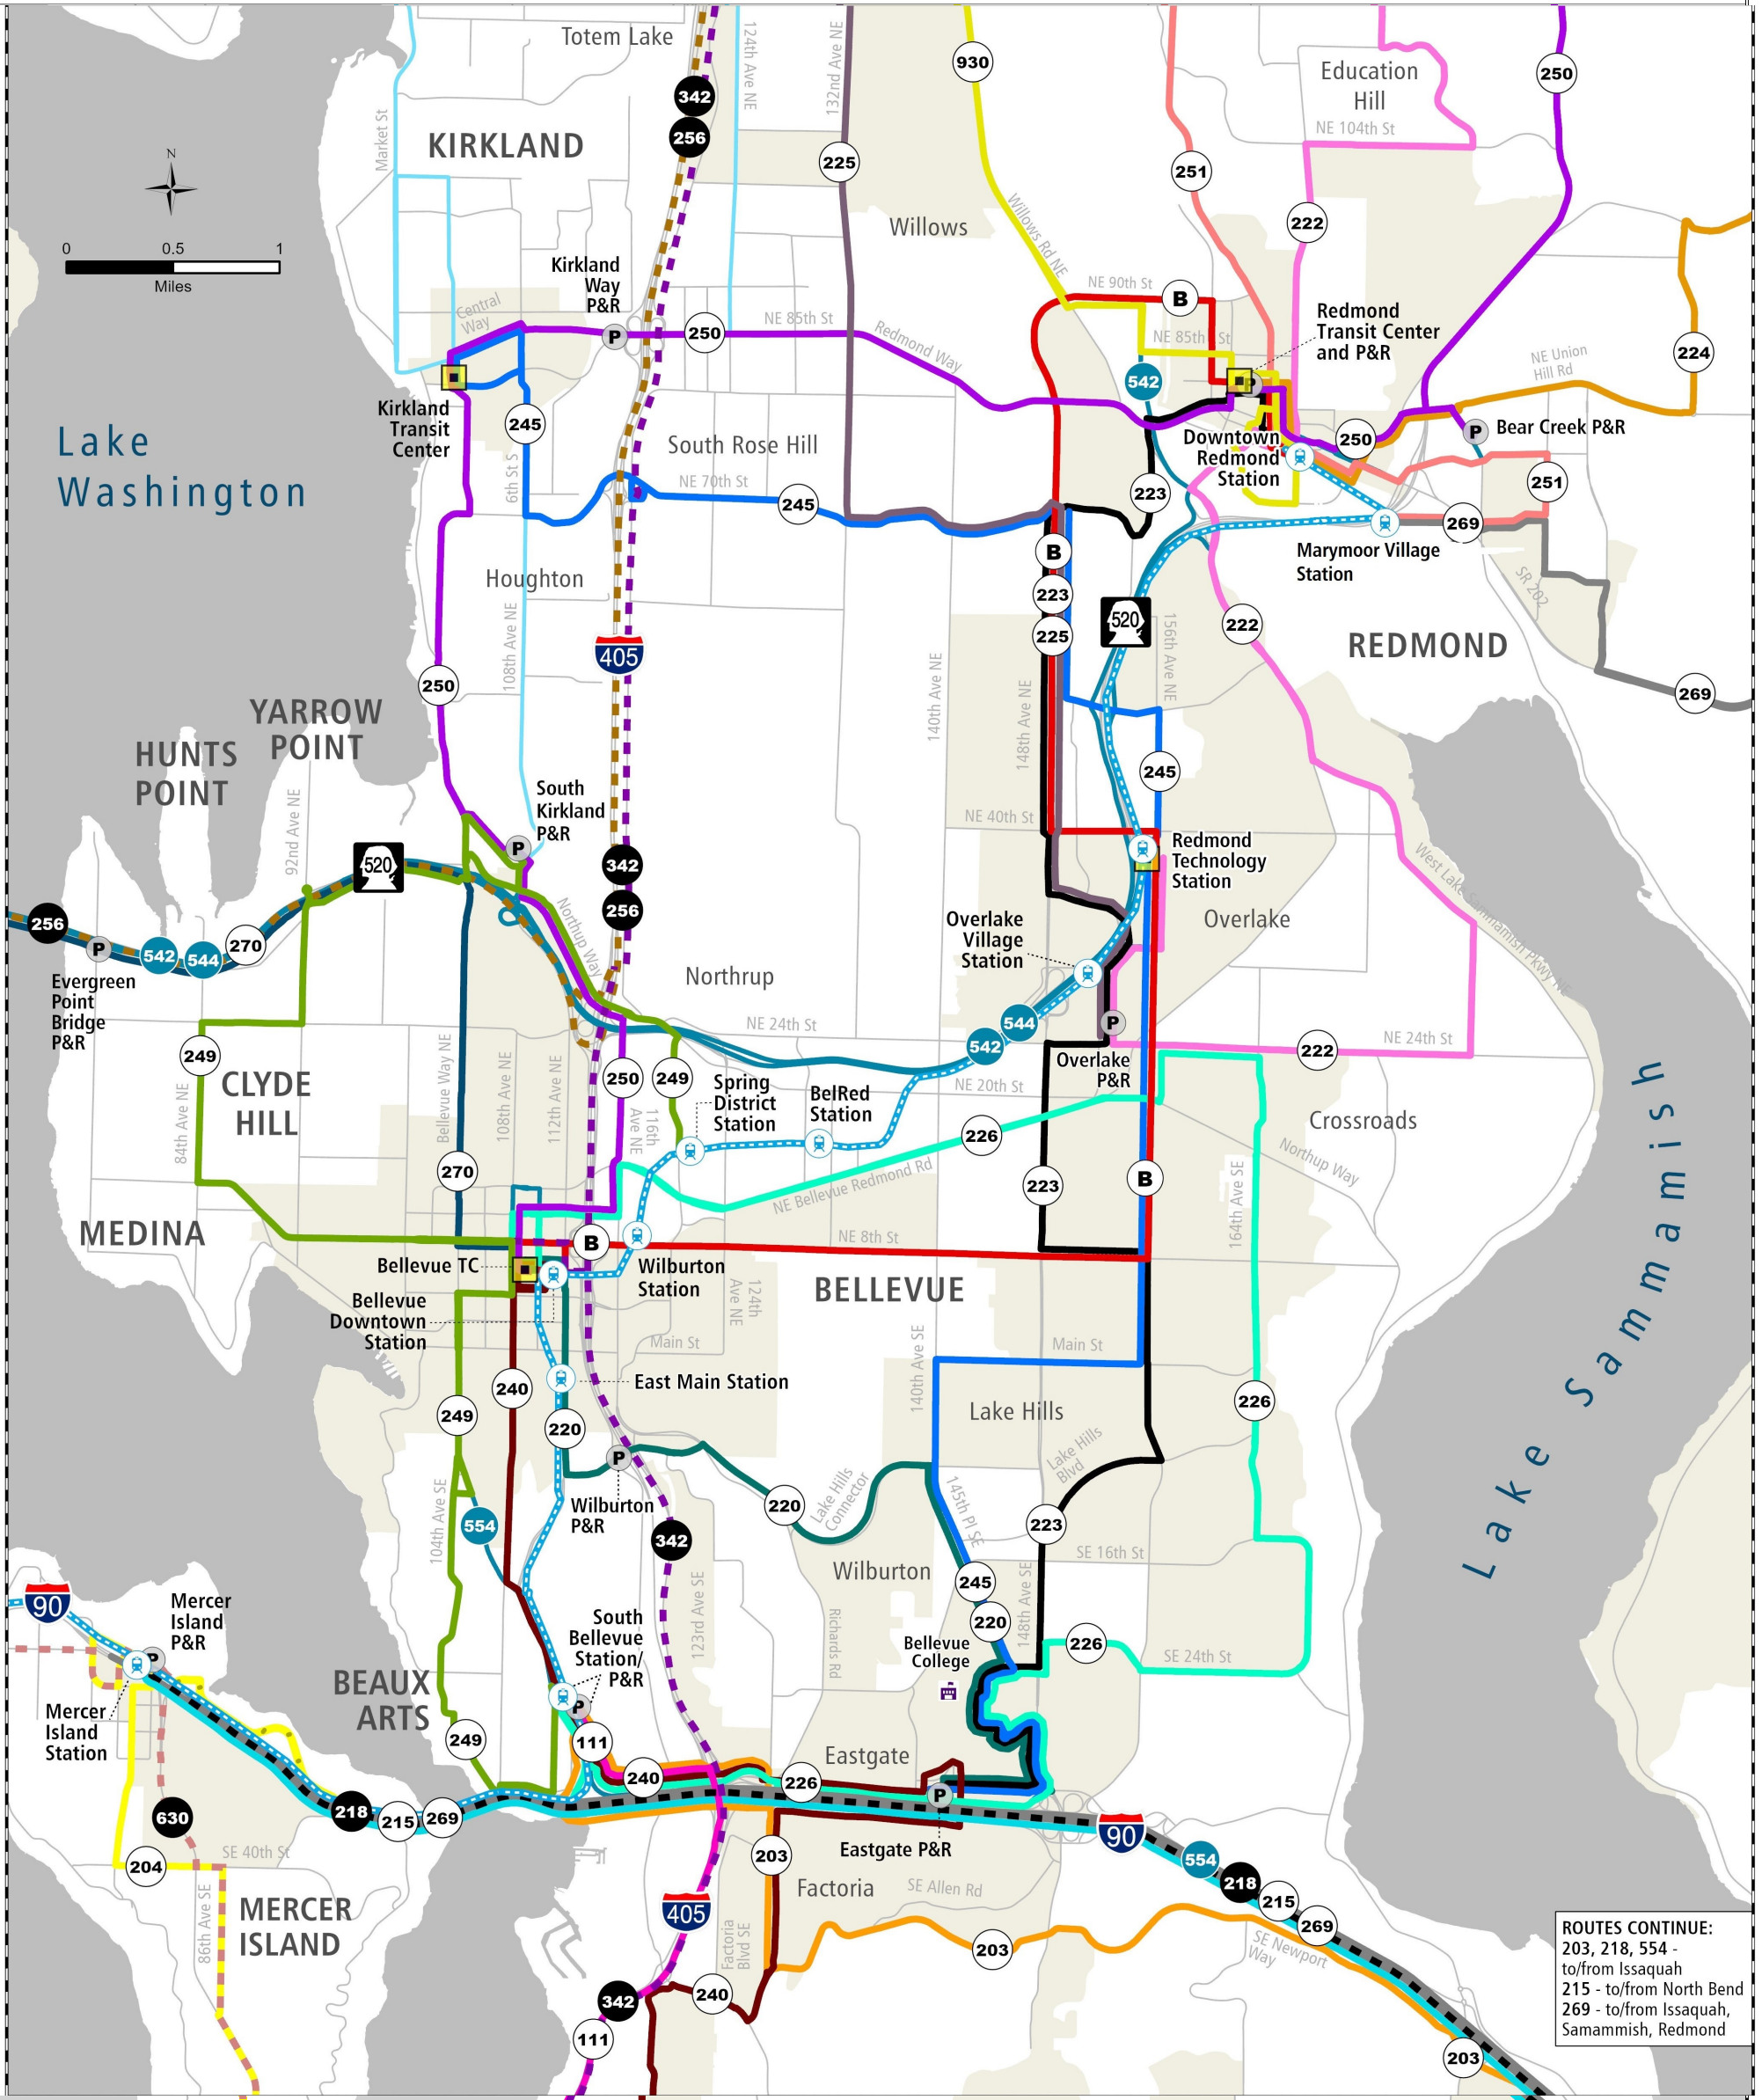 Totem Lake
124th Ave NE
132nd Ave NE
930
Education
Hill
250
342
256
Market St
KIRKLAND
NE 104th St
225
251
N
222
Willows
Willows Rd NE
0 0.5 1
Miles
Kirkland
Way
P&R
NE 90th St
B
Central
Way
P
250
NE 85th St
Redmond Way
NE 85th St
Redmond
Transit Center
and P&R
P
NE Union
Hill Rd
224
542
Kirkland
Transit
Center
245
Lake
Washington
South Rose Hill
Downtown
Redmond
Station
250
P
Bear Creek P&R
6th St S
NE 70th St
245
223
251
269
Marymoor Village
Station
B
Houghton
223
SR 202
108th Ave NE
520
225
156th Ave NE
222
REDMOND
405
140th Ave NE
148th Ave NE
250
269
YARROW
POINT
HUNTS
POINT
245
92nd Ave NE
South
Kirkland
P&R
P
NE 40th St
Redmond
Technology
Station
520
342
256
West Lake Sammamish Pkwy NE
Overlake
Village
Station
Overlake
256
P
542
544
270
Northup Way
Evergreen
Point
Bridge
P&R
Northrup
NE 24th St
544
542
P
Overlake
P&R
222
NE 24th St
249
84th Ave NE
CLYDE
HILL
Bellevue Way NE
108th Ave NE
112th Ave NE
250
249
116th
Ave NE
Spring
District
Station
BelRed
Station
NE 20th St
226
Crossroads
Lake Sammamish
270
NE Bellevue Redmond Rd
223
B
164th Ave SE
Northup Way
MEDINA
B
NE 8th St
Bellevue TC
Wilburton
Station
BELLEVUE
Bellevue
Downtown
Station
124th
Ave NE
Main St
Main St
140th Ave SE
240
East Main Station
249
220
Lake Hills
226
Lake Hills
Blvd
P
104th Ave SE
Wilburton
P&R
220
Lake Hills
Connector
145th Pl SE
554
342
223
SE 16th St
Wilburton
245
90
Mercer
Island
P&R
P
123rd Ave SE
Richards Rd
220
148th Ave SE
South
Bellevue
Station/
P&R
Bellevue
College
226
SE 24th St
BEAUX
ARTS
P
Mercer
Island
Station
249
111
Eastgate
240
226
P
630
218
215
269
Eastgate P&R
90
554
204
SE 40th St
203
218
215
269
86th Ave SE
MERCER
ISLAND
405
Factoria
SE Allen Rd
Factoria
Blvd SE
203
SE Newport
Way
342
240
111
203
ROUTES CONTINUE:
203, 218, 554 -
to/from Issaquah
215 - to/from North Bend
269 - to/from Issaquah,
Samammish, Redmond